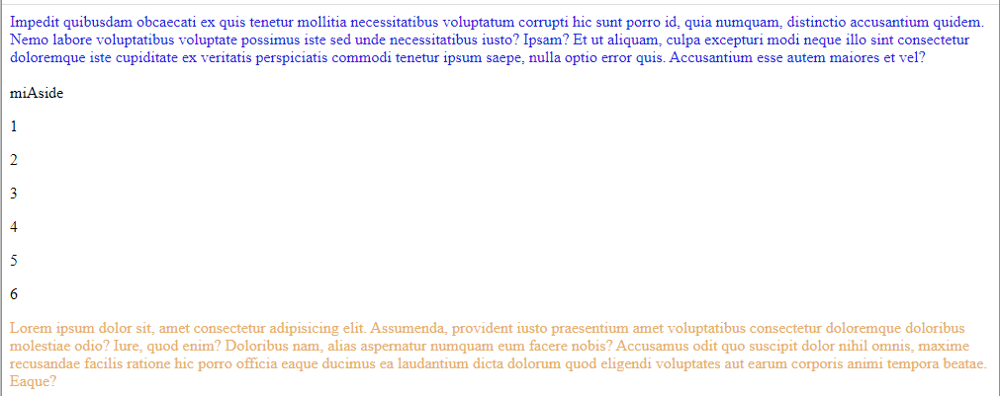 Impedit quibusdam obcaecati ex quis tenetur mollitia necessitatibus voluptatum corrupti hic sunt porro id, quia numquam, distinctio accusantium quidem.
Nemo labore voluptatibus voluptate possimus iste sed unde necessitatibus iusto? Ipsam? Et ut aliquam, culpa excepturi modi neque illo sint consectetur
doloremque iste cupiditate ex veritatis perspiciatis commodi tenetur ipsum saepe, nulla optio error quis. Accusantium esse autem maiores et vel?
miAside
1
2
3
4
5
6
Lorem ipsum dolor sit, amet consectetur adipisicing elit. Assumenda, provident iusto praesentium amet voluptatibus consectetur doloremque doloribus
molestiae odio? Iure, quod enim? Doloribus nam, alias aspernatur numquam eum facere nobis? Accusamus odit quo suscipit dolor nihil omnis, maxime
recusandae facilis ratione hic porro officia eaque ducimus ea laudantium dicta dolorum quod eligendi voluptates aut earum corporis animi tempora beatae.
Eaque?